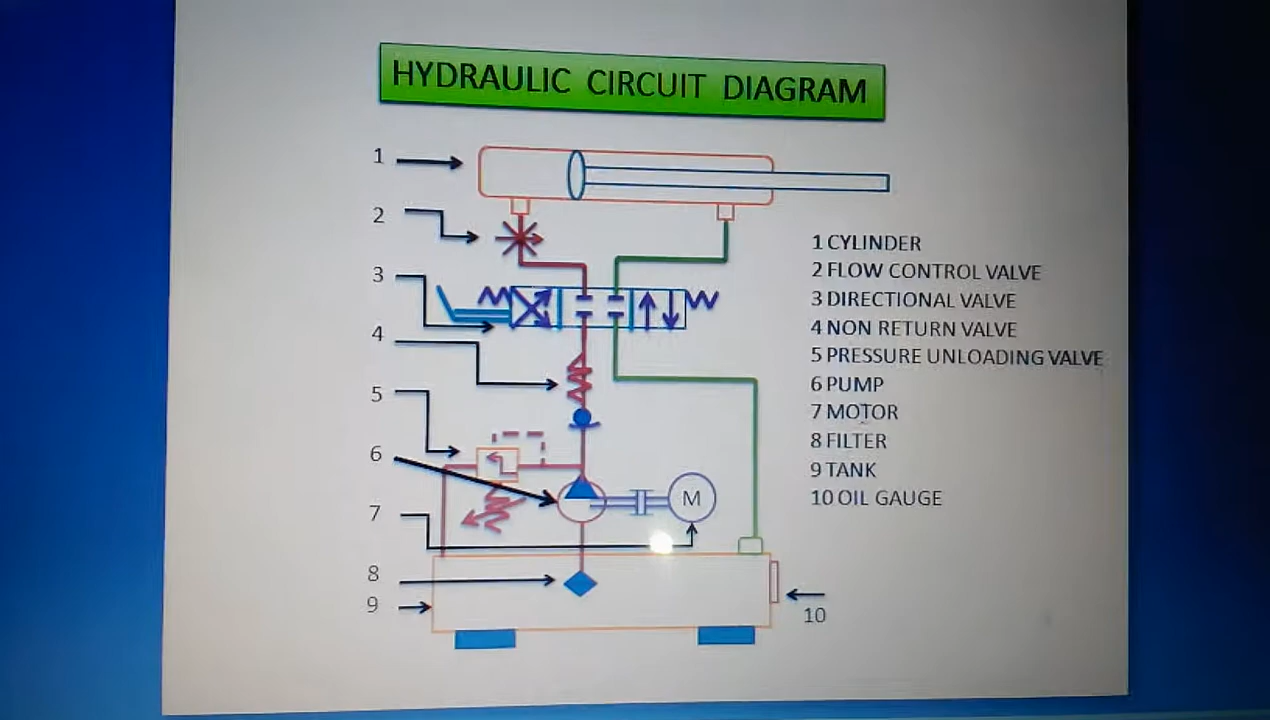 HYDRAULIC CIRCUIT DIAGRAM
1
2
3
4
5
6
7
8
9
10
M
1 CYLINDER
2 FLOW CONTROL VALVE
3 DIRECTIONAL VALVE
4 NON RETURN VALVE
5 PRESSURE UNLOADING VALVE
6 PUMP
7 MOTOR
8 FILTER
9 TANK
10 OIL GAUGE